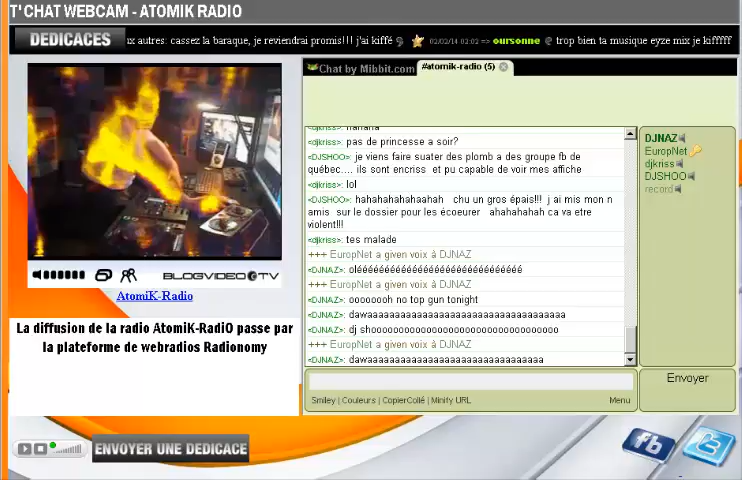 T'CHAT WEBCAM - ATOMIK RADIO
DEDICACES
ux autres: cassez la baraque, je reviendrai promis!!! j'ai kiffé
02/02/14 02:02 => oursonne @ trop bien ta musique eyze mix je kifffff
Chat by Mibbit.com
#atomik-radio (5)
<djkriss>: hahaha
<djkriss>: pas de princesse a soir?
<DJSHOO>: je viens faire suater des plomb a des groupe fb de
québec.... ils sont encriss et pu capable de voir mes affiche
<djkriss>: lol
<DJSHOO>: hahahahahahaahah chu un gros épais!!! j ai mis mon n
amis sur le dossier pour les écoeurer ahahahahah ca va etre
violent!!!
<djkriss>: tes malade
+++ EuropNet a given voix à DJNAZ
<DJNAZ>: oléééééééééééééééééééééééééééééé
+++ EuropNet a given voix à DJNAZ
<DJNAZ>: oooooooh no top gun tonight
<DJNAZ>: dawaaaaaaaaaaaaaaaaaaaaaaaaaaaaaaaaa
<DJNAZ>: dj shooooooooooooooooooooooooooooooooo
+++ EuropNet a given voix à DJNAZ
<DJNAZ>: dawaaaaaaaaaaaaaaaaaaaaaaaaaaaaa
DJNAZ
EuropNet
djkriss
DJSHOO
record
BLOGVIDEO TV
AtomiK-Radio
La diffusion de la radio AtomiK-RadiO passe par
la plateforme de webradios Radionomy
Envoyer
Smiley | Couleurs | CopierCollé | Minify URL
Menu
ENVOYER UNE DEDICACE
fb